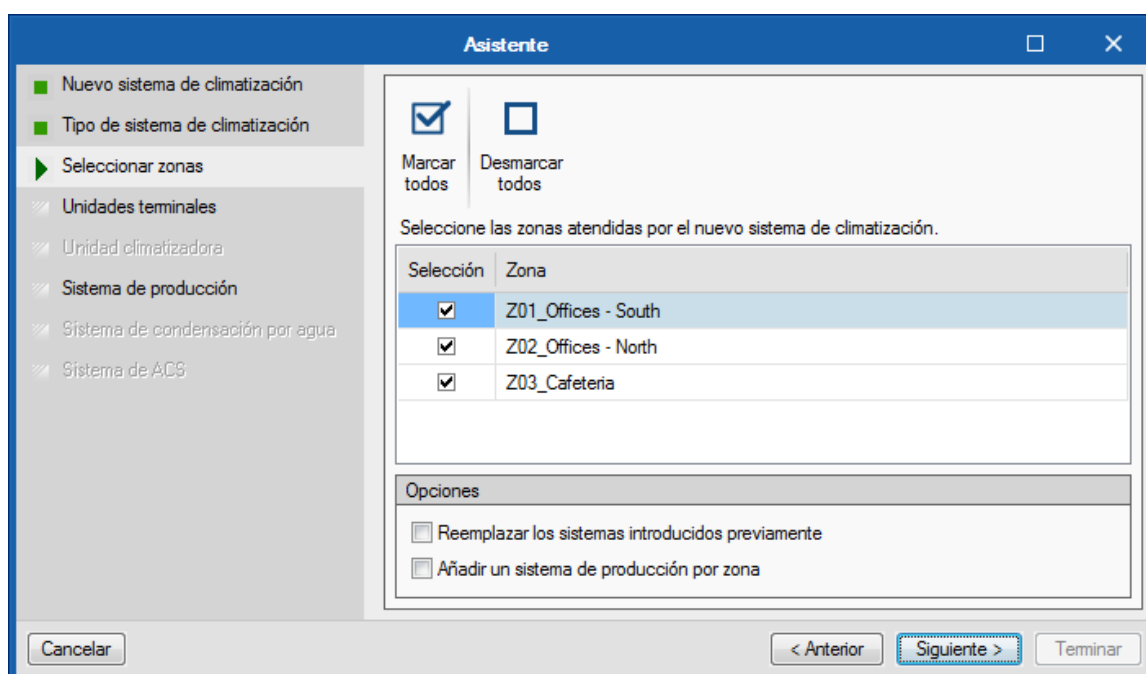 Asistente
Nuevo sistema de climatización
Tipo de sistema de climatización
Seleccionar zonas
Unidades terminales
Unidad climatizadora
Sistema de producción
Sistema de condensación por agua
Sistema de ACS
Marcar todos
Desmarcar todos
Seleccione las zonas atendidas por el nuevo sistema de climatización.
Selección Zona
Z01_Offices - South
Z02_Offices - North
Z03_Cafeteria
Opciones
Reemplazar los sistemas introducidos previamente
Añadir un sistema de producción por zona
Cancelar
< Anterior
Siguiente >
Terminar